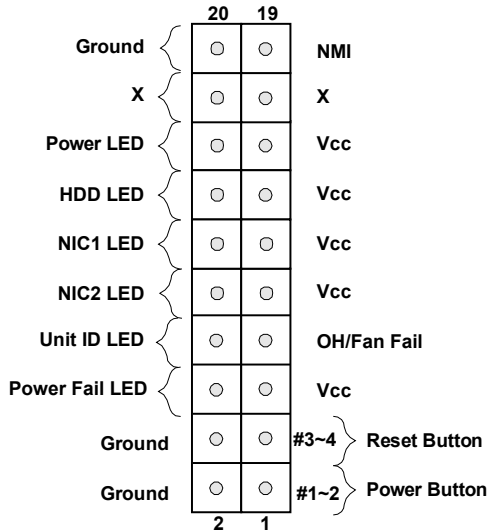 20 19
Ground NMI
X X
Power LED Vcc
HDD LED Vcc
NIC1 LED Vcc
NIC2 LED Vcc
Unit ID LED OH/Fan Fail
Power Fail LED Vcc
Ground #3~4 Reset Button
Ground #1~2 Power Button
2 1